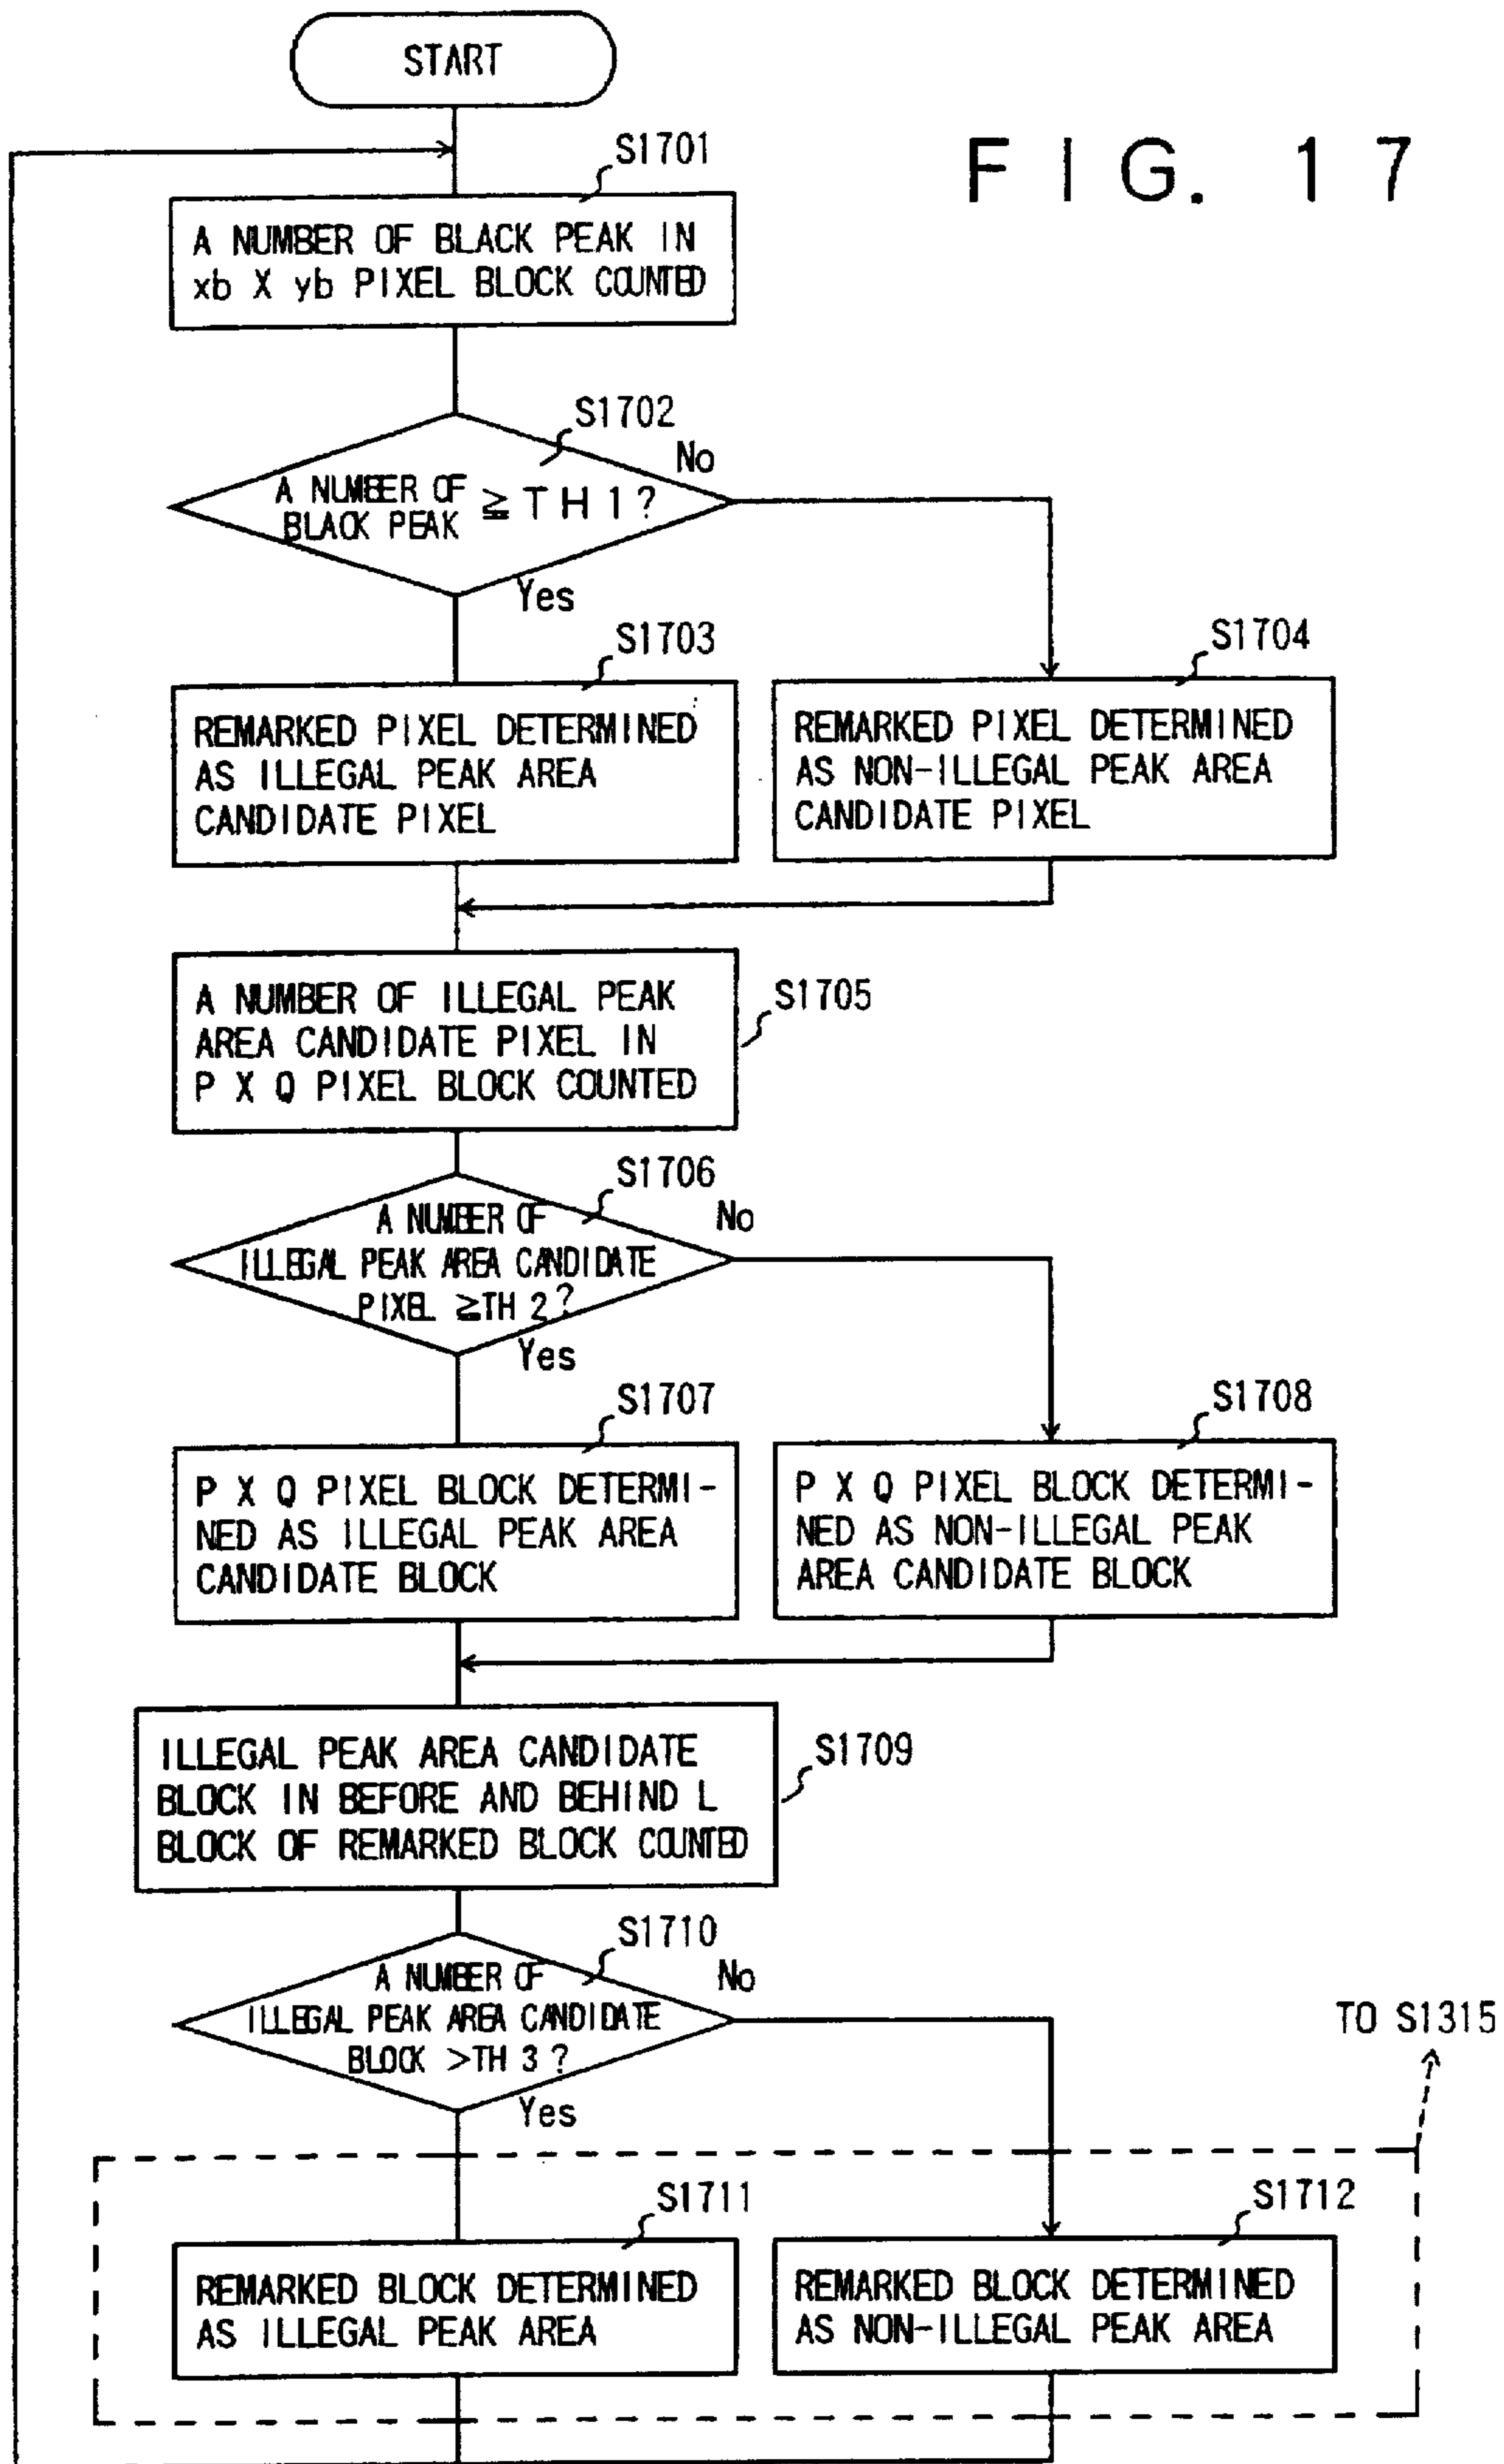 START
F I G. 1 7
S1701
A NUMBER OF BLACK PEAK IN
xb X yb PIXEL BLOCK COUNTED
S1702
No
A NUMBER OF
BLACK PEAK ≧ TH1?
Yes
S1703
REMARKED PIXEL DETERMINED
AS ILLEGAL PEAK AREA
CANDIDATE PIXEL
S1704
REMARKED PIXEL DETERMINED
AS NON-ILLEGAL PEAK AREA
CANDIDATE PIXEL
A NUMBER OF ILLEGAL PEAK
AREA CANDIDATE PIXEL IN
P X Q PIXEL BLOCK COUNTED
S1705
S1706
No
A NUMBER OF
ILLEGAL PEAK AREA CANDIDATE
PIXEL ≧TH 2?
Yes
S1707
P X Q PIXEL BLOCK DETERMI-
NED AS ILLEGAL PEAK AREA
CANDIDATE BLOCK
S1708
P X Q PIXEL BLOCK DETERMI-
NED AS NON-ILLEGAL PEAK
AREA CANDIDATE BLOCK
ILLEGAL PEAK AREA CANDIDATE
BLOCK IN BEFORE AND BEHIND L
BLOCK OF REMARKED BLOCK COUNTED
S1709
S1710
No
A NUMBER OF
ILLEGAL PEAK AREA CANDIDATE
BLOCK >TH 3?
Yes
TO S1315
S1711
REMARKED BLOCK DETERMINED
AS ILLEGAL PEAK AREA
S1712
REMARKED BLOCK DETERMINED
AS NON-ILLEGAL PEAK AREA